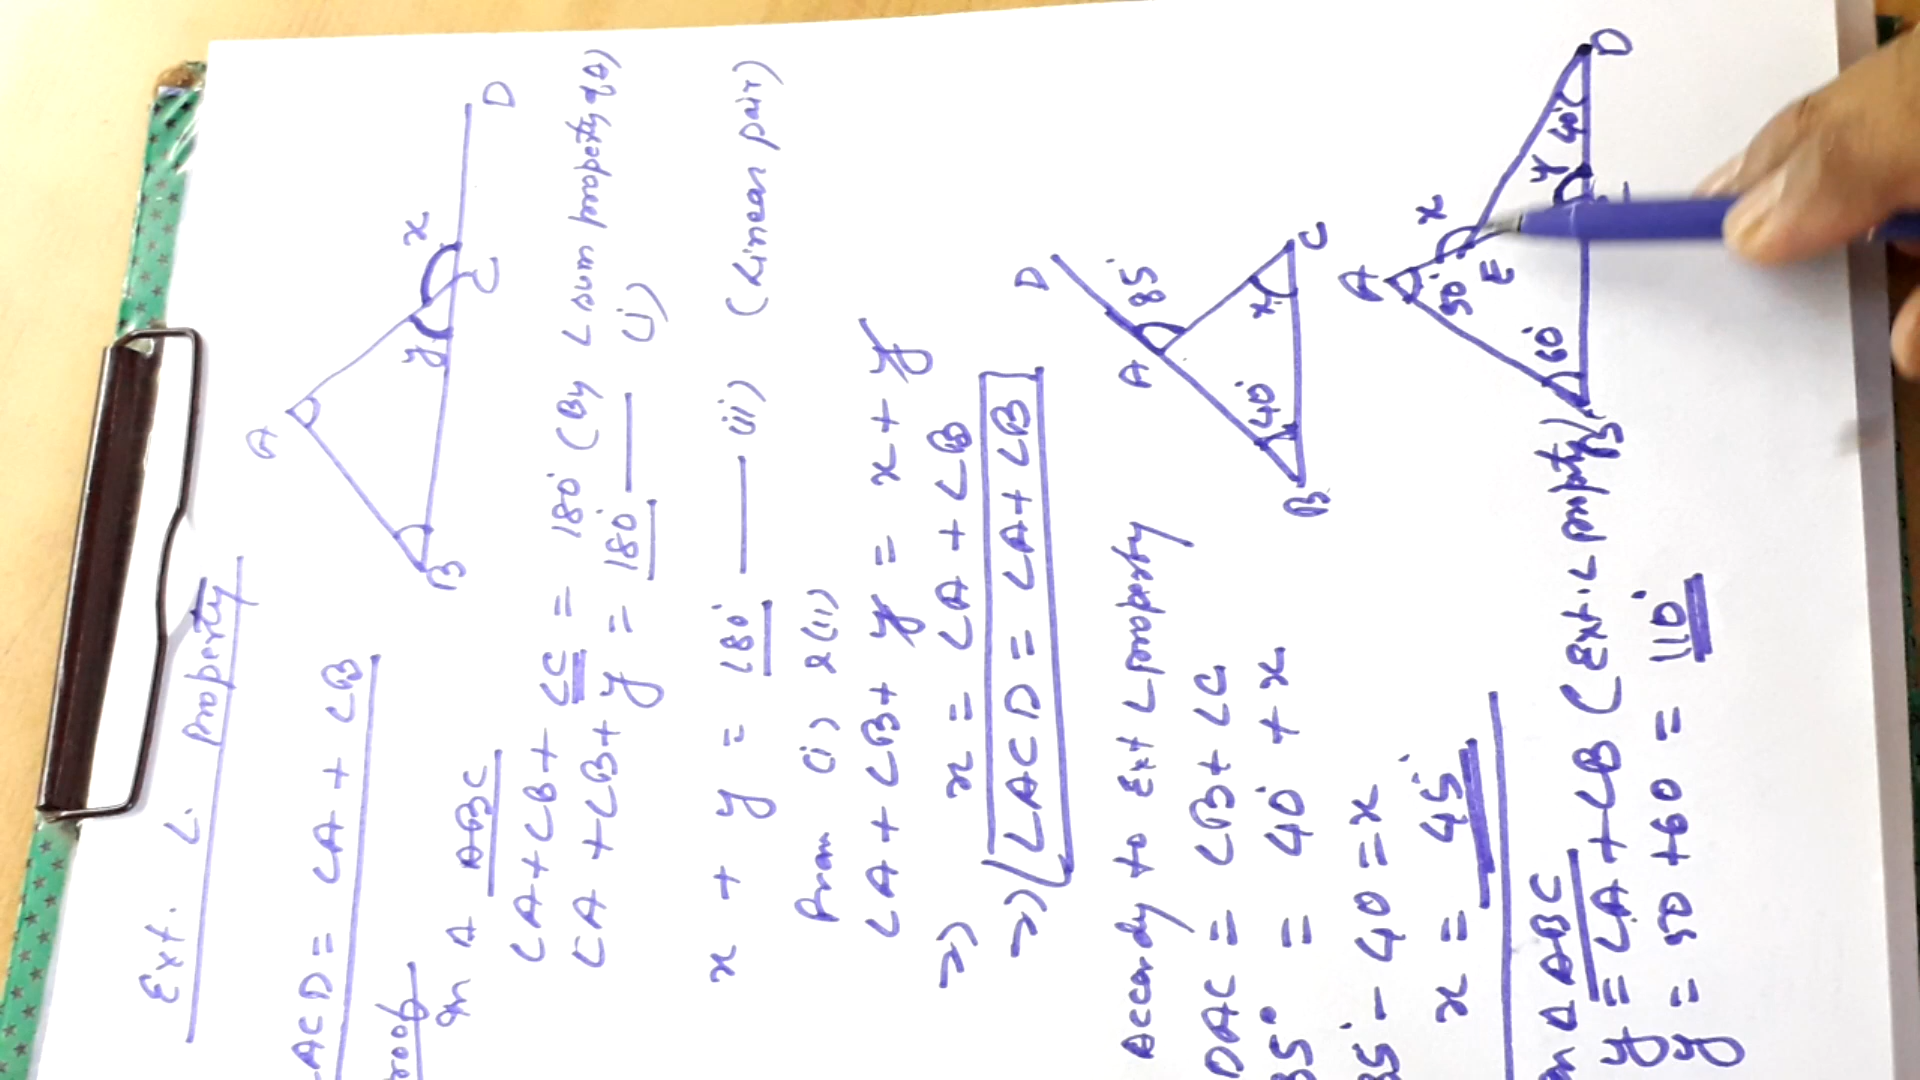 Ext. ∠. Property
ACD = ∠A + ∠B
A
B
C
D
x
y
In Δ ABC
∠A + ∠B + ∠C = 180° (By ∠ sum property of Δ)
∠A + ∠B + y = 180° —— (i)
x + y = 180° —— (ii) (Linear pair)
From (i) & (ii)
∠A + ∠B + y = x + y
=> x = ∠A + ∠B
=> ∠ACD = ∠A + ∠B
D
A
85°
40°
x
B
C
Accordy to Ext ∠ property
DAC = ∠B + ∠C
85° = 40° + x
85° - 40 = x
x = 45°
A
50°
x
E
60°
y
40°
B
D
In Δ ABC
y = ∠A + ∠B (Ext. ∠ property)
y = 50 + 60 = 110°